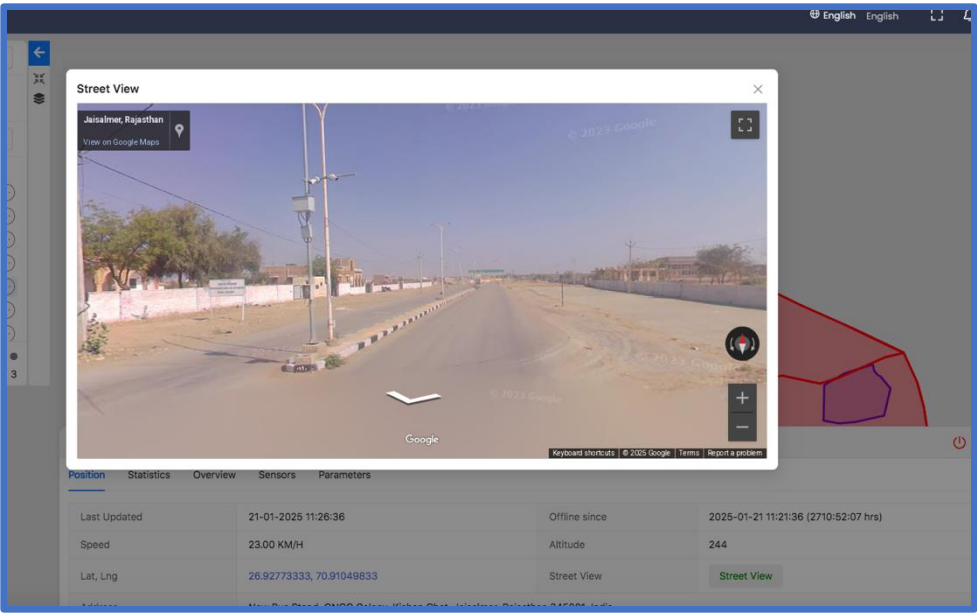 English English
Street View
Jaisalmer, Rajasthan
View on Google Maps
© 2023 Google
© 2023 Google
© 2023 Google
© 2023 Google
Google
Keyboard shortcuts © 2025 Google Terms Report a problem
3
Position Statistics Overview Sensors Parameters
Last Updated 21-01-2025 11:26:36 Offline since 2025-01-21 11:21:36 (2710:52:07 hrs)
Speed 23.00 KM/H Altitude 244
Lat, Lng 26.92773333, 70.91049833 Street View Street View